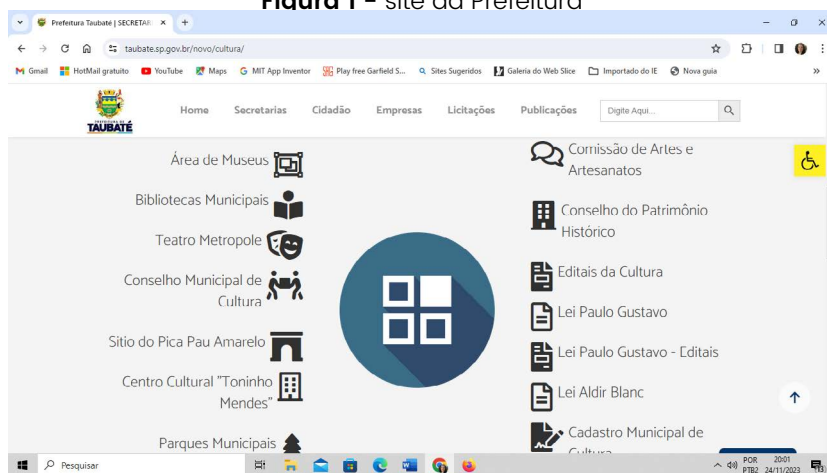 Figura 1 - site da Prefeitura
Prefeitura Taubaté | SECRETARI
taubate.sp.gov.br/novo/cultura/
Gmail HotMail gratuito YouTube Maps MIT App Inventor Play free Garfield S... Sites Sugeridos Galeria do Web Slice Importado do IE Nova guia
PREFEITURA DE
TAUBATÉ
Home Secretarias Cidadão Empresas Licitações Publicações Digite Aqui...
Área de Museus
Bibliotecas Municipais
Teatro Metropole
Conselho Municipal de
Cultura
Sitio do Pica Pau Amarelo
Centro Cultural "Toninho
Mendes"
Parques Municipais
Comissão de Artes e
Artesanatos
Conselho do Patrimônio
Histórico
Editais da Cultura
Lei Paulo Gustavo
Lei Paulo Gustavo - Editais
Lei Aldir Blanc
Cadastro Municipal de
Cultura
Pesquisar
POR 20:01
PTB2 24/11/2023